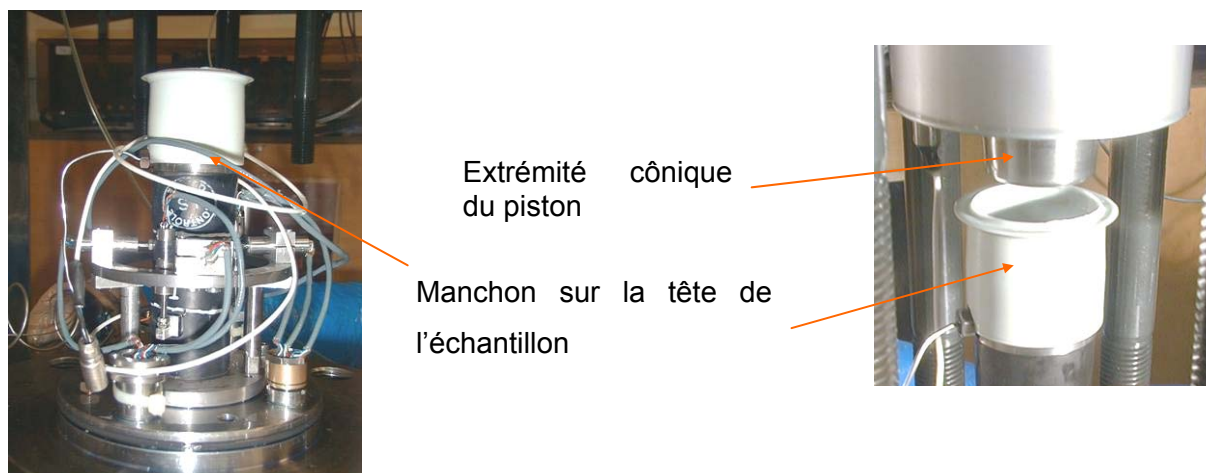 Extrémité cônique
du piston
Manchon sur la tête de
l’échantillon